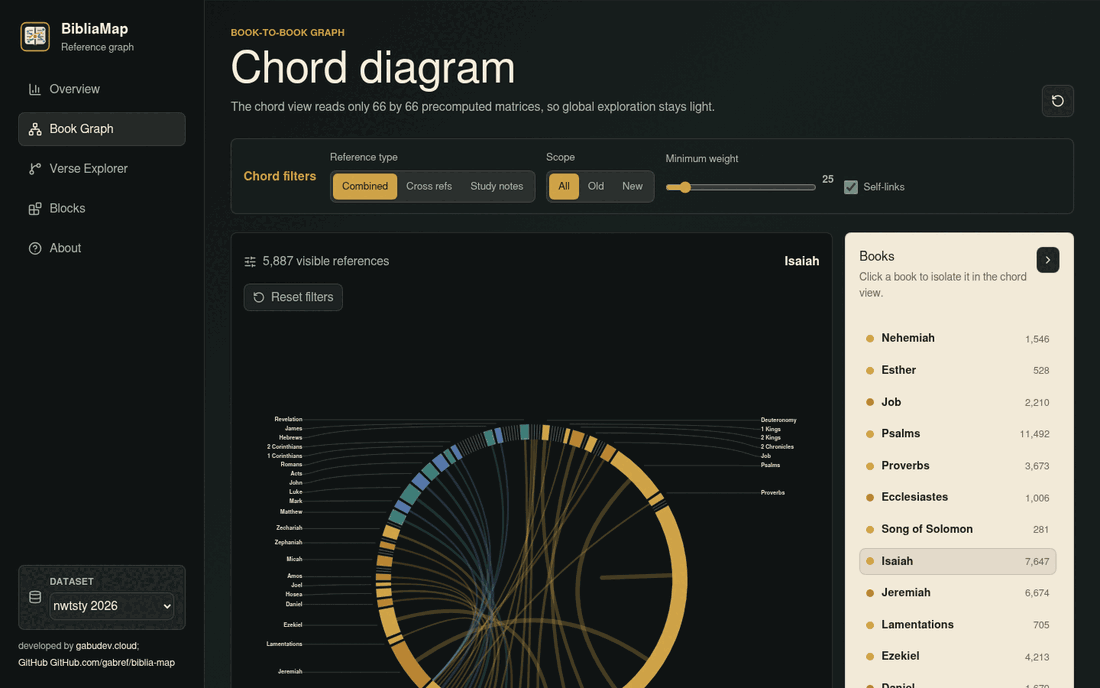 BibliaMap
Reference graph
Overview
Book Graph
Verse Explorer
Blocks
About
DATASET
nwtsty 2026
developed by gabudev.cloud;
GitHub GitHub.com/gabref/biblia-map
BOOK-TO-BOOK GRAPH
Chord diagram
The chord view reads only 66 by 66 precomputed matrices, so global exploration stays light.
Chord filters
Reference type
Combined Cross refs Study notes
Scope
All Old New
Minimum weight
25
Self-links
5,887 visible references
Isaiah
Reset filters
Revelation
James
Hebrews
2 Corinthians
1 Corinthians
Romans
Acts
John
Luke
Mark
Matthew
Zechariah
Zephaniah
Micah
Amos
Joel
Hosea
Daniel
Ezekiel
Lamentations
Jeremiah
Deuteronomy
1 Kings
2 Kings
2 Chronicles
Job
Psalms
Proverbs
Books
Click a book to isolate it in the chord
view.
Nehemiah 1,546
Esther 528
Job 2,210
Psalms 11,492
Proverbs 3,673
Ecclesiastes 1,006
Song of Solomon 281
Isaiah 7,647
Jeremiah 6,674
Lamentations 705
Ezekiel 4,213
Daniel 1,670